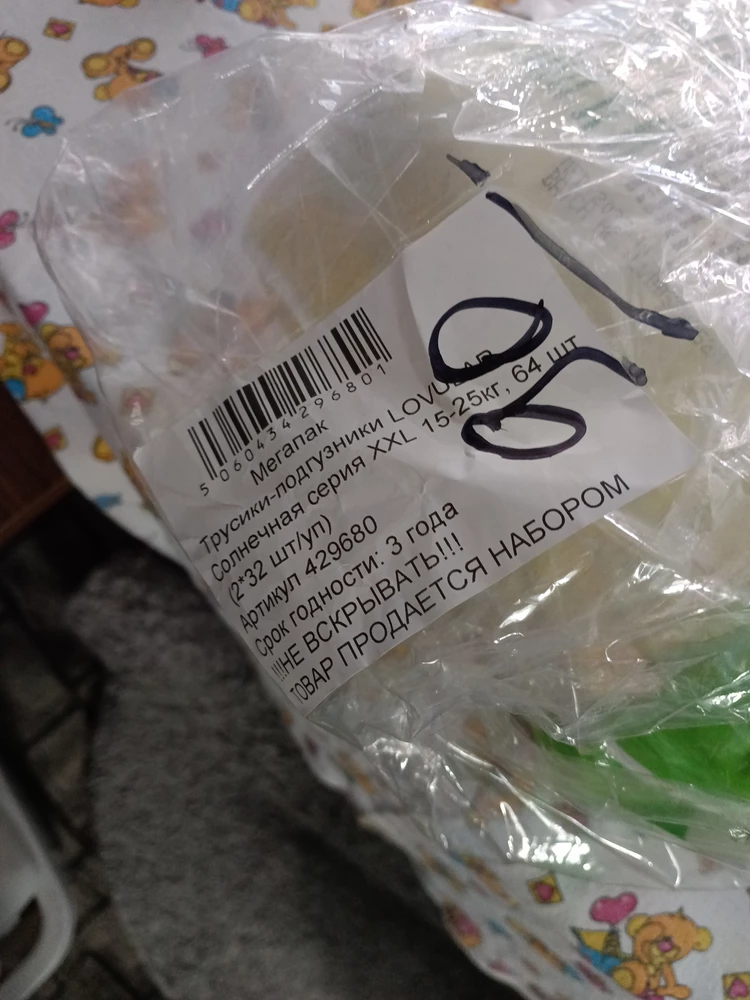 5 060434 296801
Мегапак
Трусики-подгузники LOVULAR
Солнечная серия XXL 15-25кг, 64 шт
(2*32 шт/уп)
Артикул 429680
Срок годности: 3 года
!!!НЕ ВСКРЫВАТЬ!!!
ТОВАР ПРОДАЕТСЯ НАБОРОМ